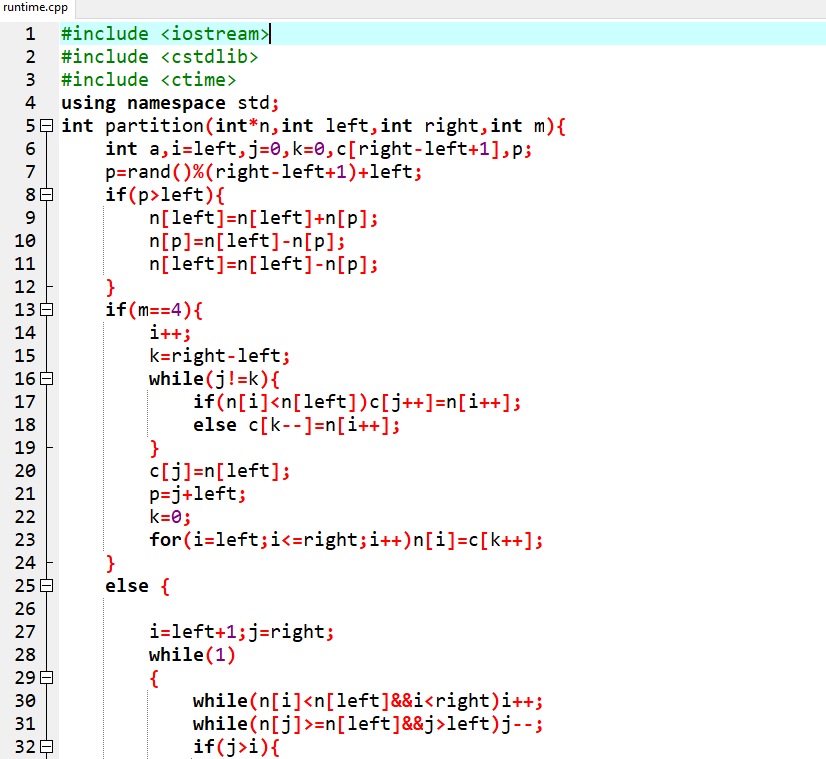 runtime.cpp
1 #include <iostream>
2 #include <cstdlib>
3 #include <ctime>
4 using namespace std;
5 int partition(int*n,int left,int right,int m){
6     int a,i=left,j=0,k=0,c[right-left+1],p;
7     p=rand()%(right-left+1)+left;
8     if(p>left){
9         n[left]=n[left]+n[p];
10         n[p]=n[left]-n[p];
11         n[left]=n[left]-n[p];
12     }
13     if(m==4){
14         i++;
15         k=right-left;
16         while(j!=k){
17             if(n[i]<n[left])c[j++]=n[i++];
18             else c[k--]=n[i++];
19         }
20         c[j]=n[left];
21         p=j+left;
22         k=0;
23         for(i=left;i<=right;i++)n[i]=c[k++];
24     }
25     else {
26
27         i=left+1;j=right;
28         while(1)
29         {
30             while(n[i]<n[left]&&i<right)i++;
31             while(n[j]>=n[left]&&j>left)j--;
32             if(j>i){